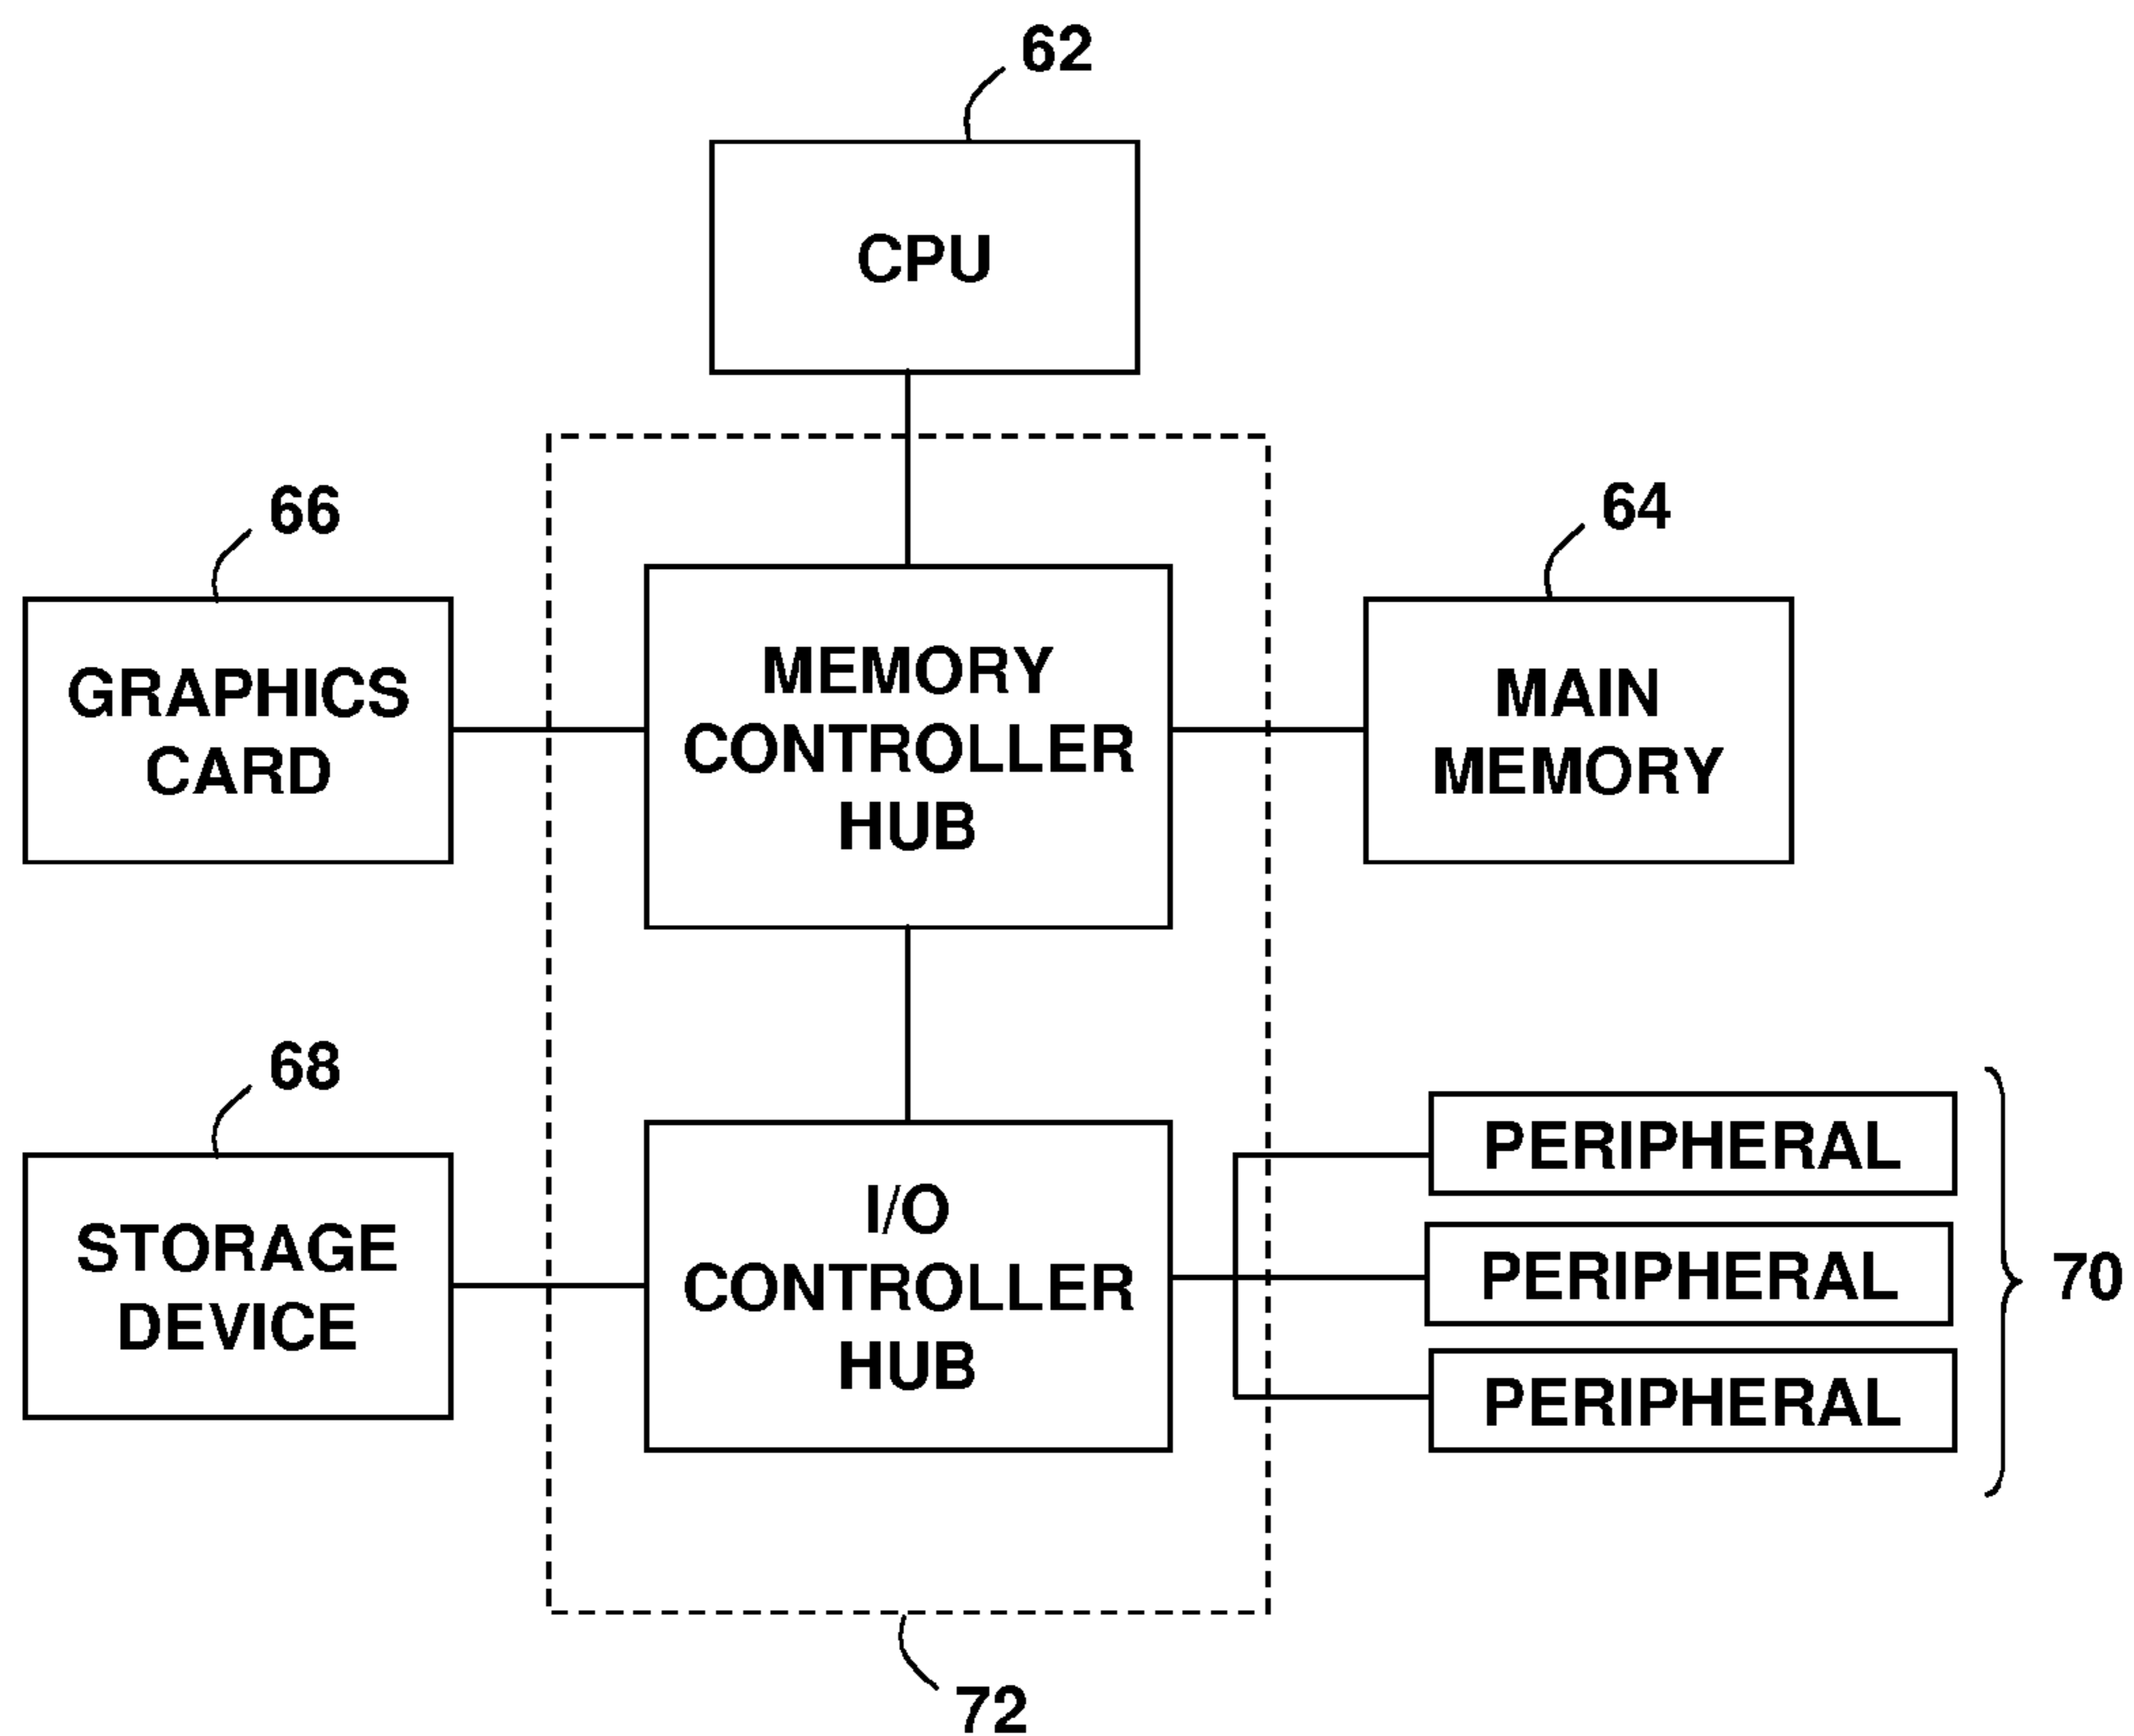 62
CPU
66
64
GRAPHICS
CARD
MEMORY
CONTROLLER
HUB
MAIN
MEMORY
68
STORAGE
DEVICE
I/O
CONTROLLER
HUB
PERIPHERAL
PERIPHERAL
PERIPHERAL
70
72